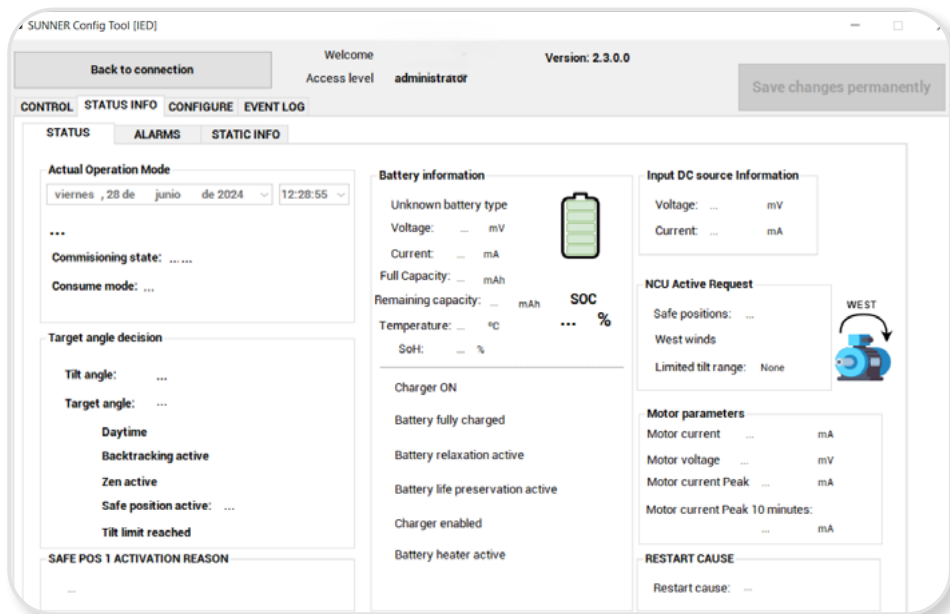 SUNNER Config Tool [IED]
Back to connection
Welcome
Access level administrator
Version: 2.3.0.0
Save changes permanently
CONTROL STATUS INFO CONFIGURE EVENT LOG
STATUS ALARMS STATIC INFO
Actual Operation Mode
viernes , 28 de junio de 2024 12:28:55
...
Commisioning state: ... ...
Consume mode: ...
Target angle decision
Tilt angle: ...
Target angle: ...
Daytime
Backtracking active
Zen active
Safe position active: ...
Tilt limit reached
SAFE POS 1 ACTIVATION REASON
...
Battery information
Unknown battery type
Voltage: ... mV
Current: ... mA
Full Capacity: ... mAh
Remaining capacity: ... mAh
Temperature: ... ºC
SoH: ... %
SOC
... %
Charger ON
Battery fully charged
Battery relaxation active
Battery life preservation active
Charger enabled
Battery heater active
Input DC source Information
Voltage: ... mV
Current: ... mA
NCU Active Request
Safe positions: ...
West winds
Limited tilt range: None
WEST
Motor parameters
Motor current ... mA
Motor voltage ... mV
Motor current Peak ... mA
Motor current Peak 10 minutes:
... mA
RESTART CAUSE
Restart cause: ...